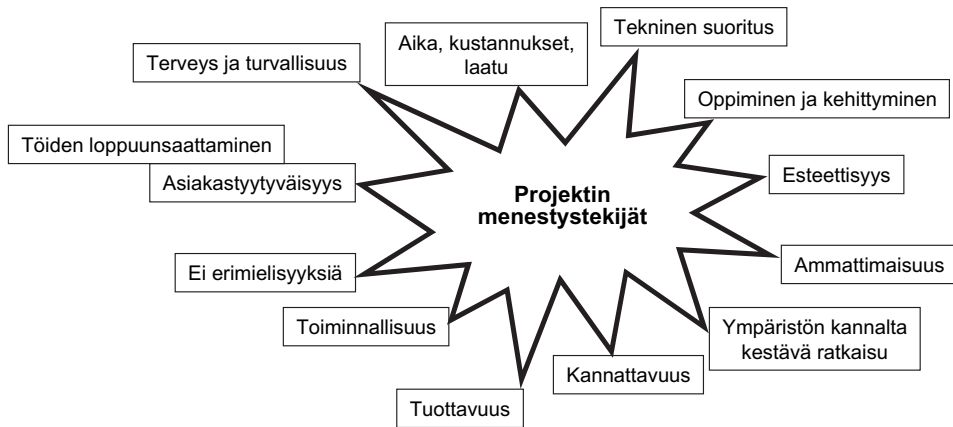 Tekninen suoritus
Aika, kustannukset,
laatu
Terveys ja turvallisuus
Oppiminen ja kehittyminen
Töiden loppuunsaattaminen
Asiakastyytyväisyys
Esteettisyys
Projektin
menestystekijät
Ei erimielisyyksiä
Ammattimaisuus
Toiminnallisuus
Ympäristön kannalta
kestävä ratkaisu
Kannattavuus
Tuottavuus